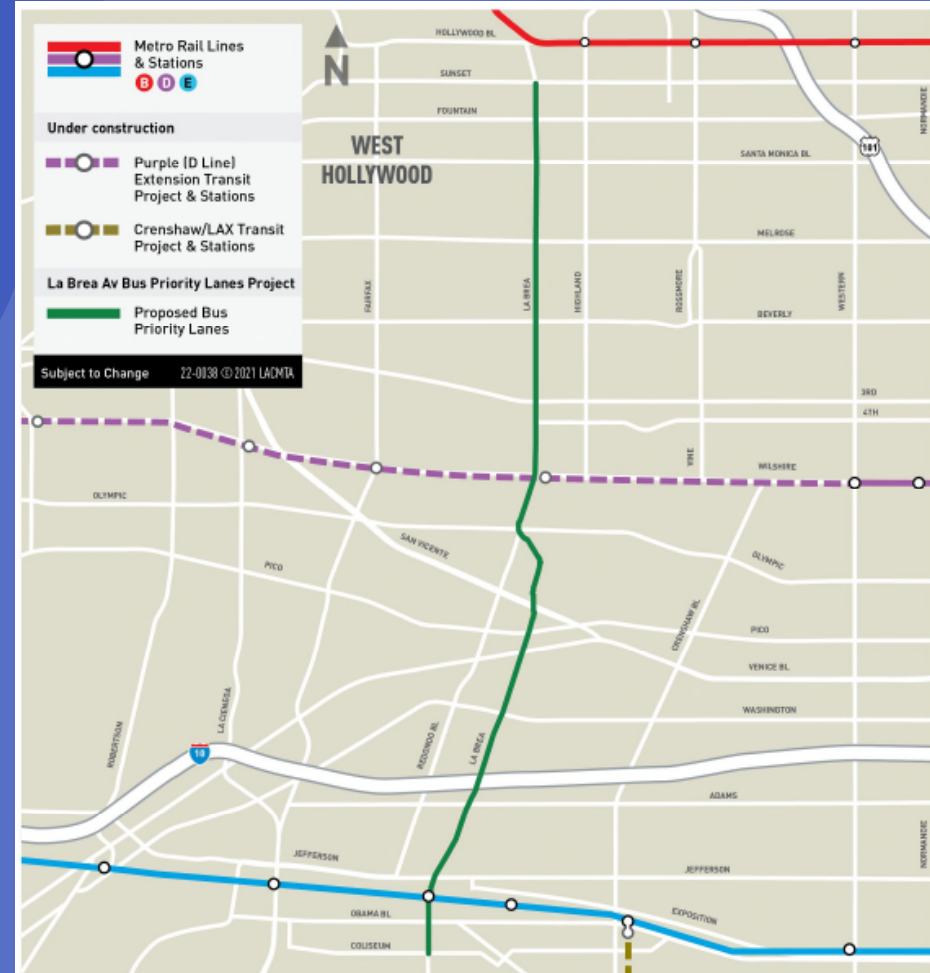 Metro Rail Lines
& Stations
B D E
Under construction
Purple (D Line)
Extension Transit
Project & Stations
Crenshaw/LAX Transit
Project & Stations
La Brea Av Bus Priority Lanes Project
Proposed Bus
Priority Lanes
Subject to Change 22-0038 © 2021 LACMTA
N
HOLLYWOOD BL
SUNSET
FOUNTAIN
WEST
HOLLYWOOD
SANTA MONICA BL
101
NORMANDIE
MELROSE
FAIRFAX
LA BREA
HIGHLAND
ROSSMORE
WESTERN
BEVERLY
3RD
4TH
VINE
WILSHIRE
OLYMPIC
SAN VICENTE
OLYMPIC
PICO
CRENSHAW BL
PICO
VENICE BL
WASHINGTON
ROBERTSON
LA CIENEGA
REDONDO BL
LA BREA
10
ADAMS
NORMANDIE
JEFFERSON
JEFFERSON
OBAMA BL
EXPOSITION
COLISEUM